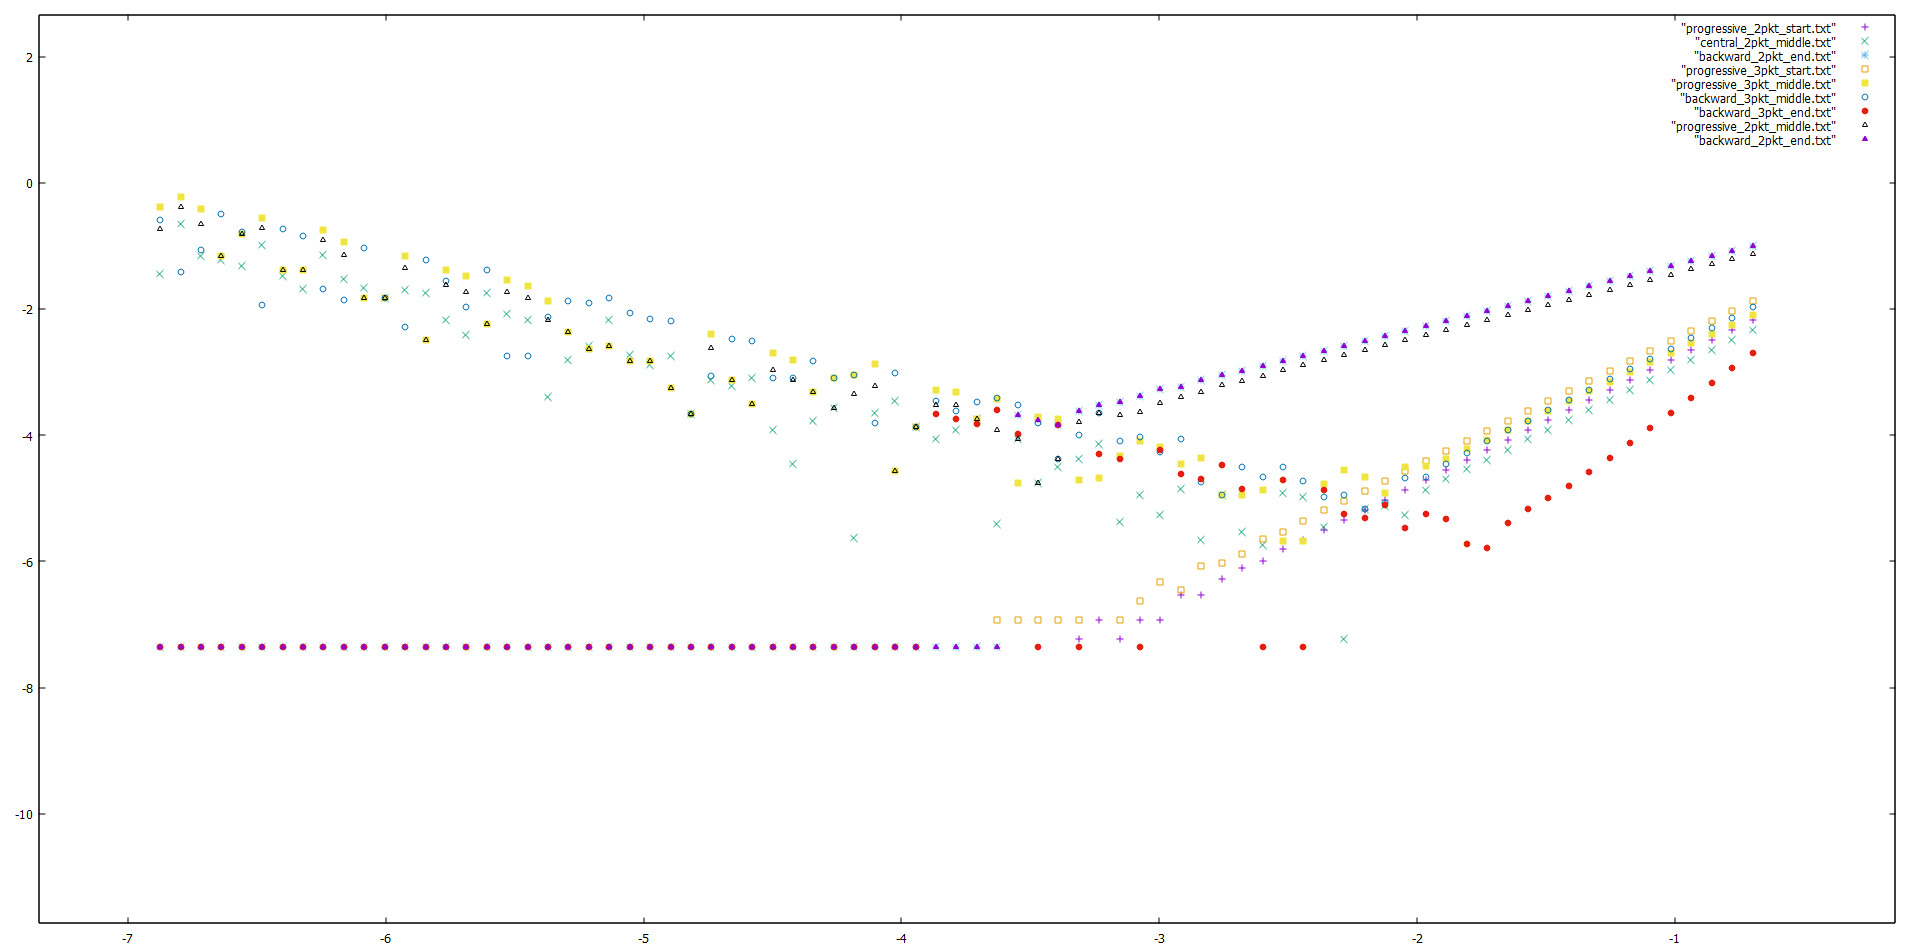 "progressive_2pkt_start.txt"
"central_2pkt_middle.txt"
"backward_2pkt_end.txt"
"progressive_3pkt_start.txt"
"progressive_3pkt_middle.txt"
"backward_3pkt_middle.txt"
"backward_3pkt_end.txt"
"progressive_2pkt_middle.txt"
"backward_2pkt_end.txt"
2
0
-2
-4
-6
-8
-10
-7 -6 -5 -4 -3 -2 -1